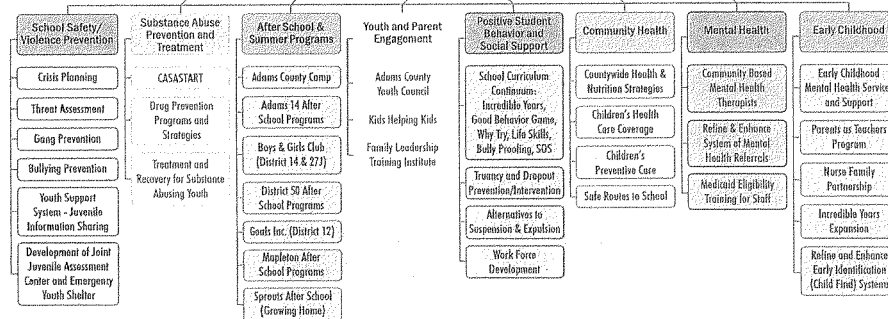 School Safety/
Violence Prevention
Crisis Planning
Threat Assessment
Gang Prevention
Bullying Prevention
Youth Support
System - Juvenile
Information Sharing
Development of Joint
Juvenile Assessment
Center and Emergency
Youth Shelter
Substance Abuse
Prevention and
Treatment
CASASTART
Drug Prevention
Programs and
Strategies
Treatment and
Recovery for Substance
Abusing Youth
After School &
Summer Programs
Adams County Camp
Adams 14 After
School Programs
Boys & Girls Club
(District 14 & 27J)
District 50 After
School Programs
Goals Inc. (District 12)
Mapleton After
School Programs
Sprouts After School
(Growing Home)
Youth and Parent
Engagement
Adams County
Youth Council
Kids Helping Kids
Family Leadership
Training Institute
Positive Student
Behavior and
Social Support
School Curriculum
Continuum:
Incredible Years,
Good Behavior Game,
Why Try, Life Skills,
Bully Proofing, SOS
Truancy and Dropout
Prevention/Intervention
Alternatives to
Suspension & Expulsion
Work Force
Development
Community Health
Countywide Health &
Nutrition Strategies
Children's Health
Care Coverage
Children's
Preventive Care
Safe Routes to School
Mental Health
Community Based
Mental Health
Therapists
Refine & Enhance
System of Mental
Health Referrals
Medicaid Eligibility
Training for Staff
Early Childhood
Early Childhood
Mental Health Service
and Support
Parents as Teachers
Program
Nurse Family
Partnership
Incredible Years
Expansion
Refine and Enhance
Early Identification
(Child Find) Systems